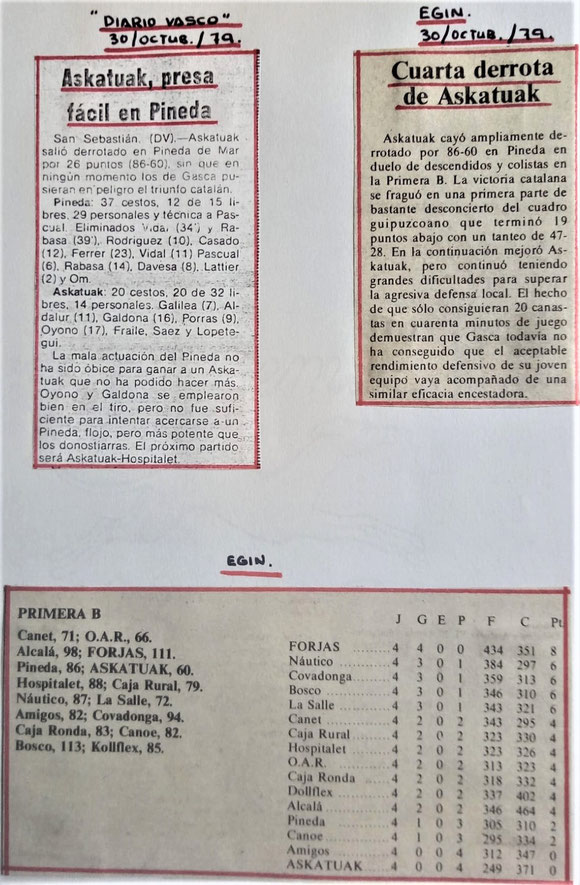 "DIARIO VASCO"
30/OCTUB./79.
Askatuak, presa
fácil en Pineda
San Sebastián. (DV).—Askatuak
salió derrotado en Pineda de Mar
por 26 puntos (86-60), sin que en
ningún momento los de Gasca pu-
sieran en peligro el triunfo catalán.
Pineda: 37 cestos, 12 de 15 li-
bres, 29 personales y técnica a Pas-
cual. Eliminados Vidal (34') y Ra-
basa (39'), Rodriguez (10), Casado
(12), Ferrer (23), Vidal (11) Pascual
(6), Rabasa (14), Davesa (8), Lattier
(2) y Om.
Askatuak: 20 cestos, 20 de 32 li-
bres, 14 personales. Galilea (7), Al-
dalur (11), Galdona (16), Porras (9),
Oyono (17), Fraile, Saez y Lopete-
gui.
La mala actuación del Pineda no
ha sido óbice para ganar a un Aska-
tuak que no ha podido hacer más.
Oyono y Galdona se emplearon
bien en el tiro, pero no fue sufi-
ciente para intentar acercarse a un
Pineda, flojo, pero más potente que
los donostiarras. El próximo partido
será Askatuak-Hospitalet.
EGIN.
30/OCTUB./79.
Cuarta derrota
de Askatuak
Askatuak cayó ampliamente de-
rrotado por 86-60 en Pineda en
duelo de descendidos y colistas en
la Primera B. La victoria catalana
se fraguó en una primera parte de
bastante desconcierto del cuadro
guipuzcoano que terminó 19
puntos abajo con un tanteo de 47-
28. En la continuación mejoró As-
katuak, pero continuó teniendo
grandes dificultades para superar
la agresiva defensa local. El hecho
de que sólo consiguieran 20 canas-
tas en cuarenta minutos de juego
demuestran que Gasca todavía no
ha conseguido que el aceptable
rendimiento defensivo de su joven
equipo vaya acompañado de una
similar eficacia encestadora.
EGIN.
PRIMERA B
Canet, 71; O.A.R., 66.
Alcalá, 98; FORJAS, 111.
Pineda, 86; ASKATUAK, 60.
Hospitalet, 88; Caja Rural, 79.
Náutico, 87; La Salle, 72.
Amigos, 82; Covadonga, 94.
Caja Ronda, 83; Canoe, 82.
Bosco, 113; Kollflex, 85.
J G E P F C Pt.
FORJAS 4 4 0 0 434 351 8
Náutico 4 3 0 1 384 297 6
Covadonga 4 3 0 1 359 313 6
Bosco 4 3 0 1 346 310 6
La Salle 4 3 0 1 343 321 6
Canet 4 2 0 2 343 295 4
Caja Rural 4 2 0 2 323 330 4
Hospitalet 4 2 0 2 323 326 4
O.A.R. 4 2 0 2 313 323 4
Caja Ronda 4 2 0 2 318 332 4
Dollflex 4 2 0 2 337 402 4
Alcalá 4 2 0 2 346 464 4
Pineda 4 1 0 3 305 310 2
Canoe 4 1 0 3 295 334 2
Amigos 4 0 0 4 312 347 0
ASKATUAK 4 0 0 4 249 371 0